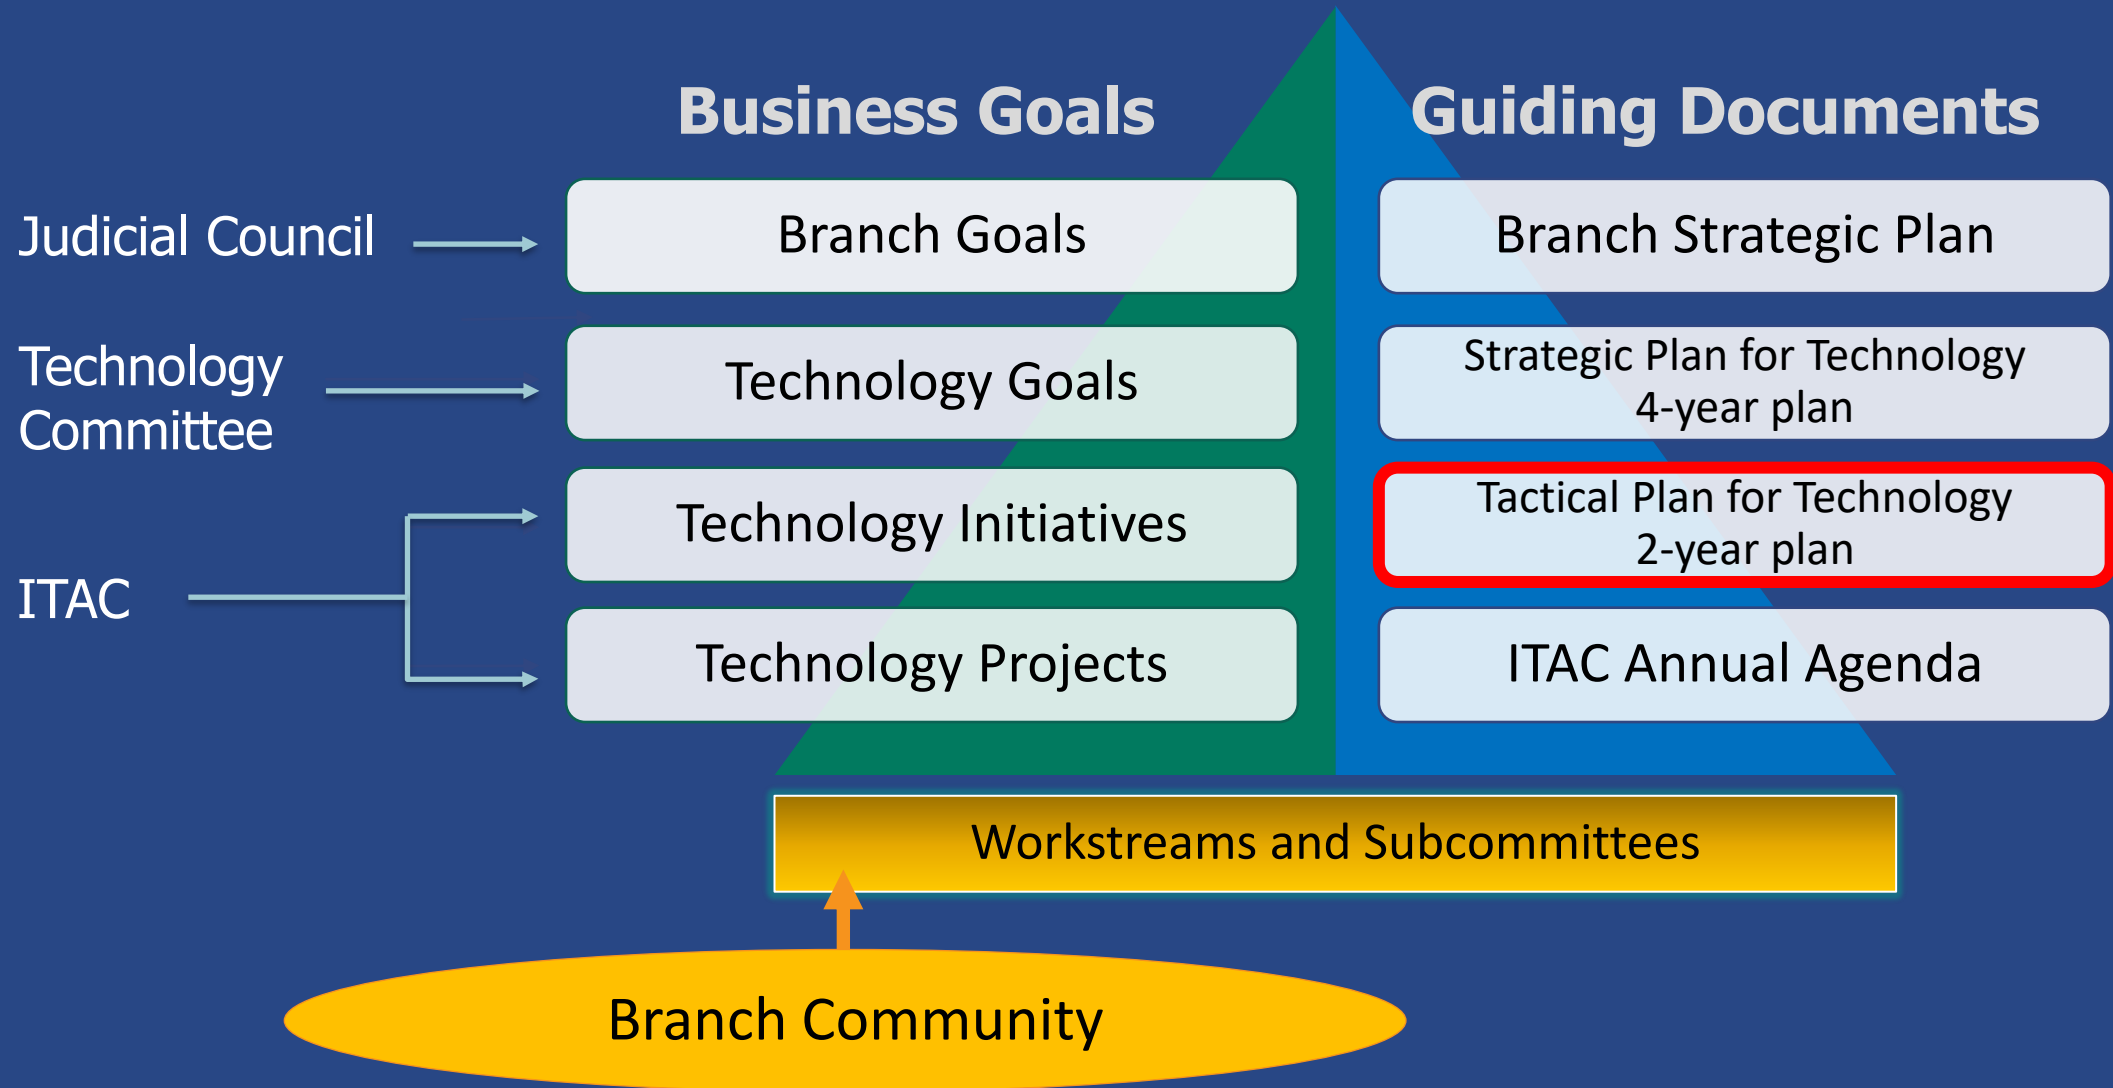 Business Goals
Guiding Documents
Judicial Council
Branch Goals
Branch Strategic Plan
Technology
Committee
Technology Goals
Strategic Plan for Technology
4-year plan
ITAC
Technology Initiatives
Tactical Plan for Technology
2-year plan
Technology Projects
ITAC Annual Agenda
Workstreams and Subcommittees
Branch Community